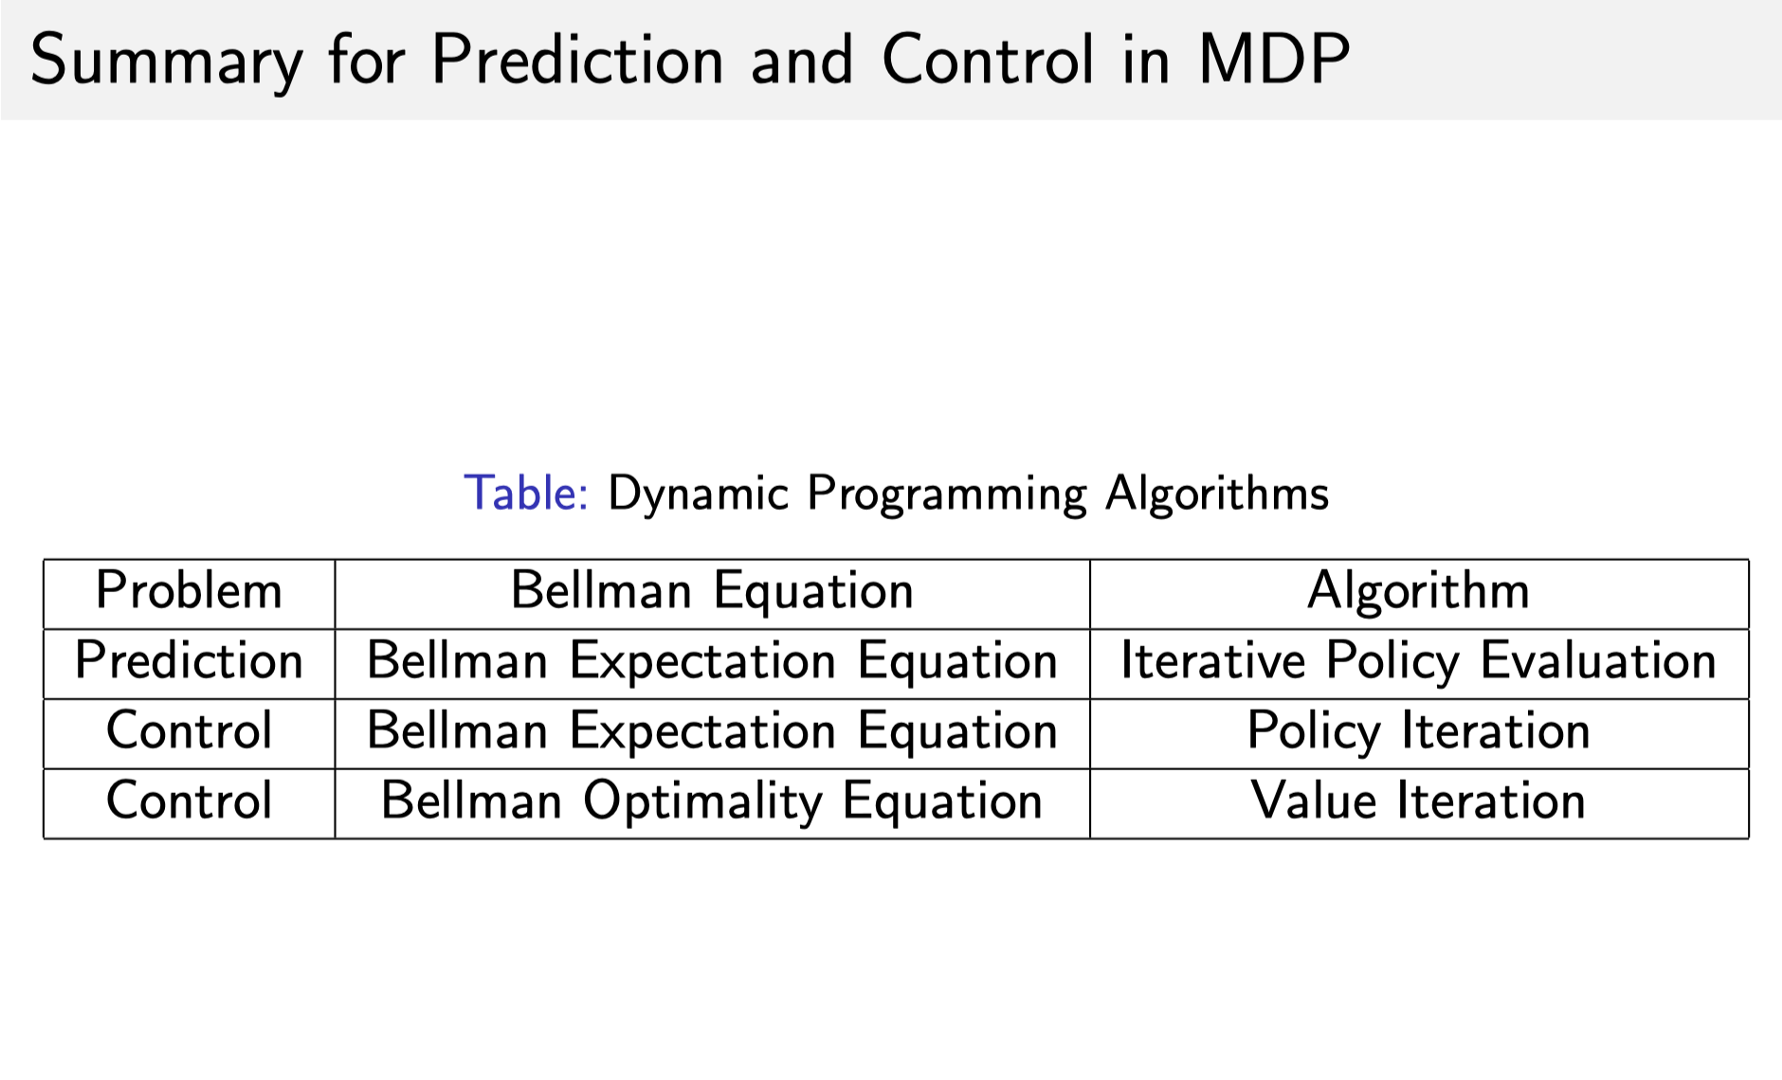 Summary for Prediction and Control in MDP
Table: Dynamic Programming Algorithms
Problem Bellman Equation Algorithm
Prediction Bellman Expectation Equation Iterative Policy Evaluation
Control Bellman Expectation Equation Policy Iteration
Control Bellman Optimality Equation Value Iteration